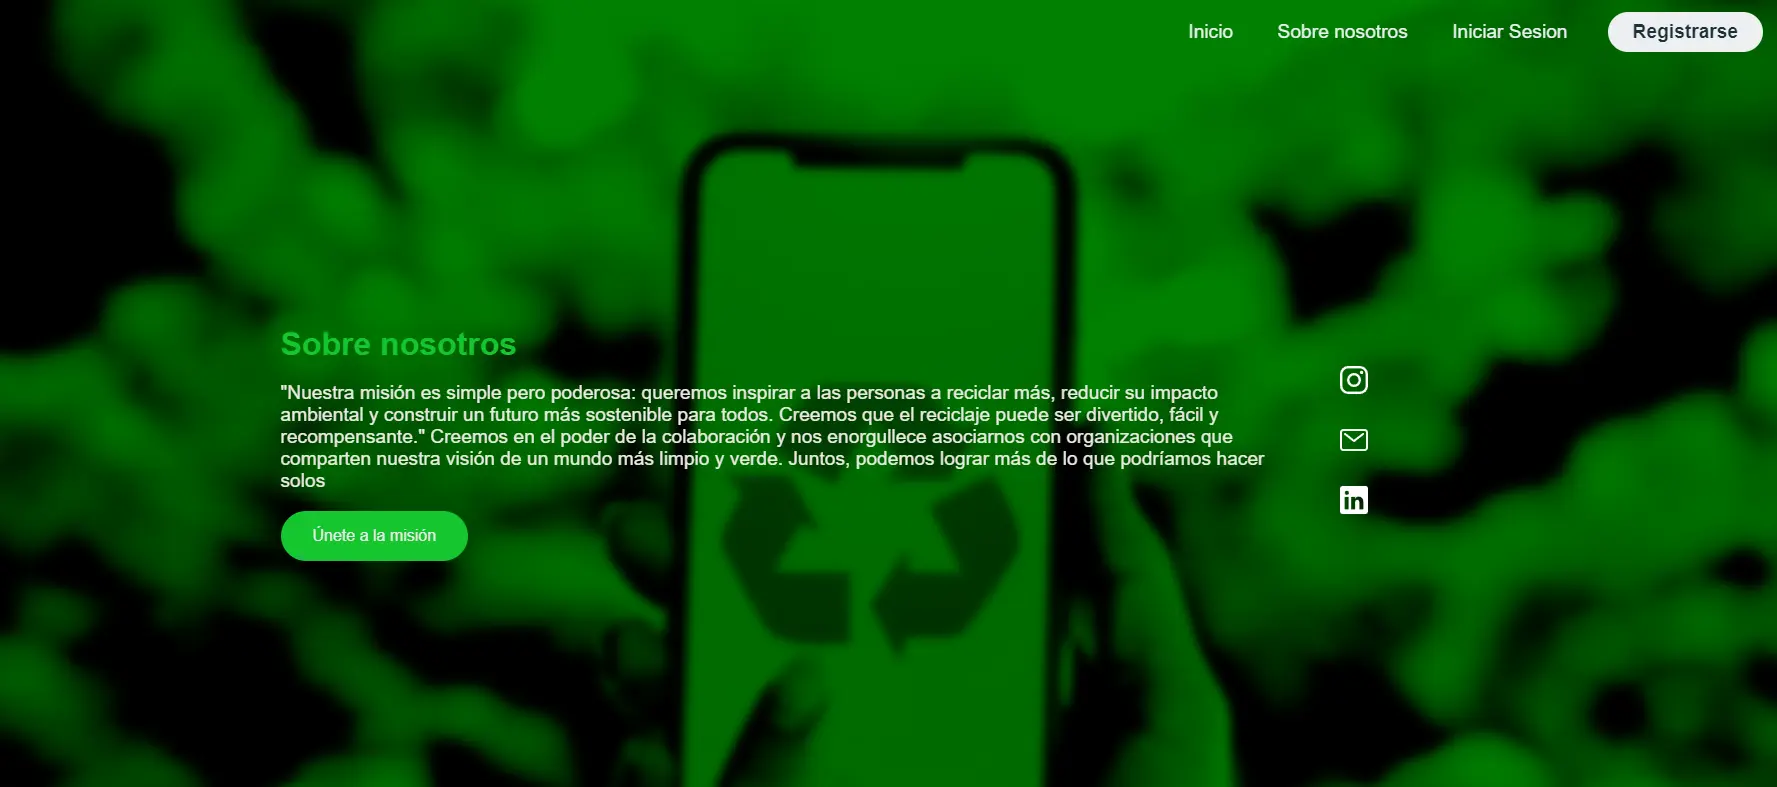 Inicio
Sobre nosotros
Iniciar Sesion
Registrarse
Sobre nosotros
"Nuestra misión es simple pero poderosa: queremos inspirar a las personas a reciclar más, reducir su impacto
ambiental y construir un futuro más sostenible para todos. Creemos que el reciclaje puede ser divertido, fácil y
recompensante." Creemos en el poder de la colaboración y nos enorgullece asociarnos con organizaciones que
comparten nuestra visión de un mundo más limpio y verde. Juntos, podemos lograr más de lo que podríamos hacer
solos
in
Únete a la misión